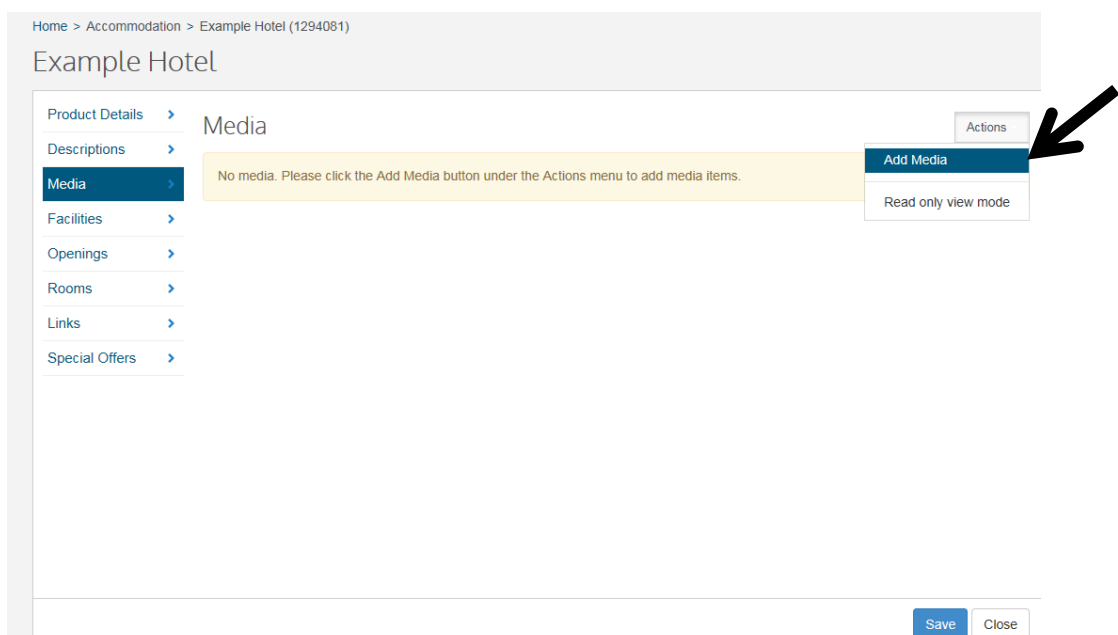 Home > Accommodation > Example Hotel (1294081)
Example Hotel
Product Details
Descriptions
Media
Facilities
Openings
Rooms
Links
Special Offers
Media
Actions
Add Media
Read only view mode
No media. Please click the Add Media button under the Actions menu to add media items.
Save Close